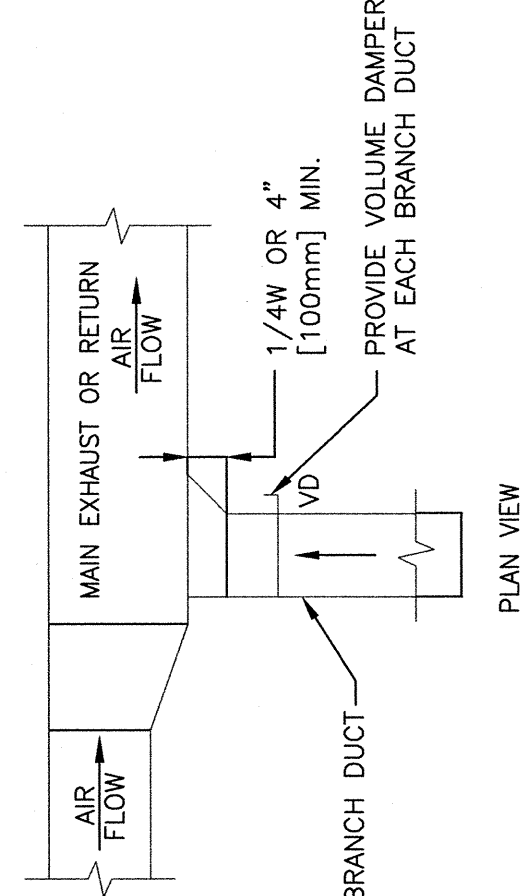 MAIN EXHAUST OR RETURN
AIR
FLOW
AIR
FLOW
1/4W OR 4"
[100mm] MIN.
PROVIDE VOLUME DAMPER
AT EACH BRANCH DUCT
VD
BRANCH DUCT
PLAN VIEW